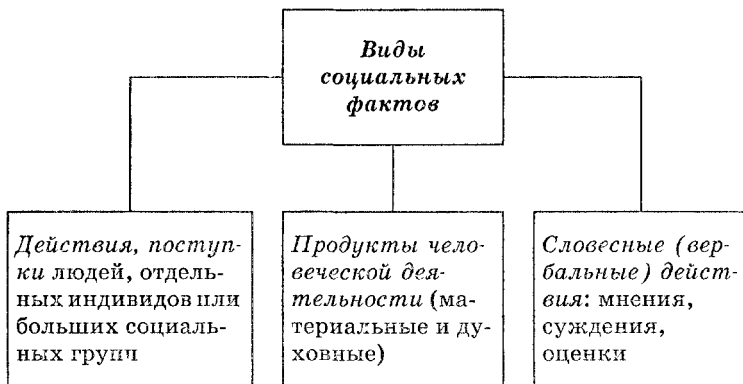 Виды
социальных
фактов
Действия, поступ-
ки людей, отдель-
ных индивидов или
больших социаль-
ных групп
Продукты чело-
веческой дея-
тельности (ма-
териальные и ду-
ховные)
Словесные (вер-
бальные) дейст-
вия: мнения,
суждения,
оценки